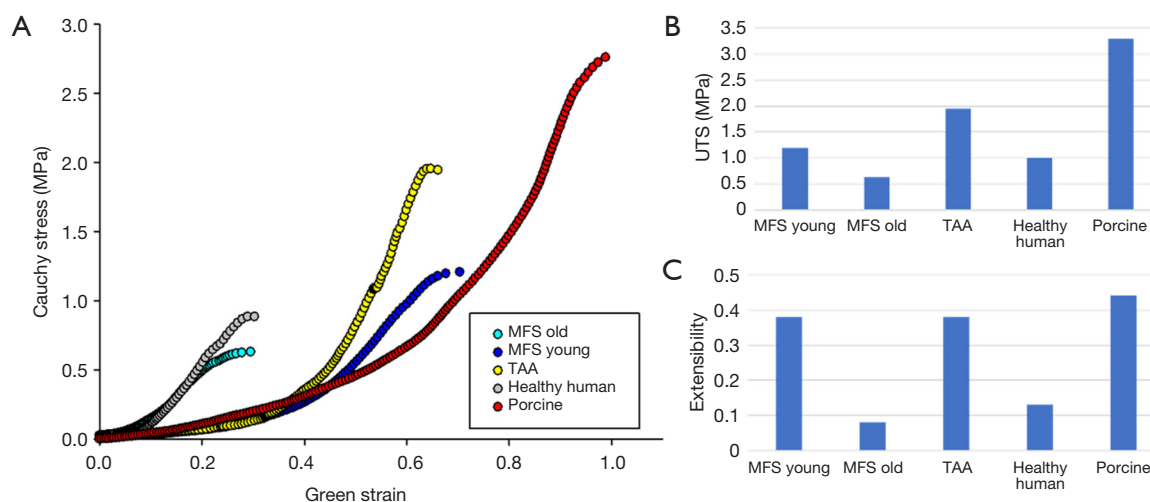 A
Cauchy stress (MPa)
3.0
2.5
2.0
1.5
1.0
0.5
0.0
0.0 0.2 0.4 0.6 0.8 1.0
Green strain
MFS old
MFS young
TAA
Healthy human
Porcine
B
UTS (MPa)
3.5
3.0
2.5
2.0
1.5
1.0
0.5
0
MFS young MFS old TAA Healthy Porcine
human
C
Extensibility
0.5
0.4
0.3
0.2
0.1
0
MFS young MFS old TAA Healthy Porcine
human